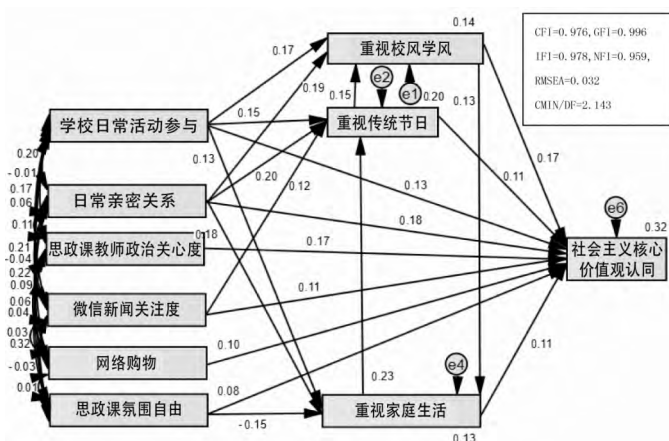 0.14
重视校风学风
CFI=0.976,GFI=0.996
IFI=0.978,NFI=0.959,
RMSEA=0.032
CMIN/DF=2.143
0.17
0.19
e2
e1
0.15
0.20
0.13
学校日常活动参与
0.15
重视传统节日
0.20
0.13
-0.01
0.17
0.06
日常亲密关系
0.20
0.12
0.11
0.17
0.13
0.18
e6
0.32
0.11
0.18
思政课教师政治关心度
0.17
社会主义核心
价值观认同
0.21
-0.04
0.22
0.09
微信新闻关注度
0.11
0.06
0.04
0.03
0.32
网络购物
0.10
0.11
-0.03
0.01
思政课氛围自由
0.08
0.23
e4
-0.15
重视家庭生活
0.13